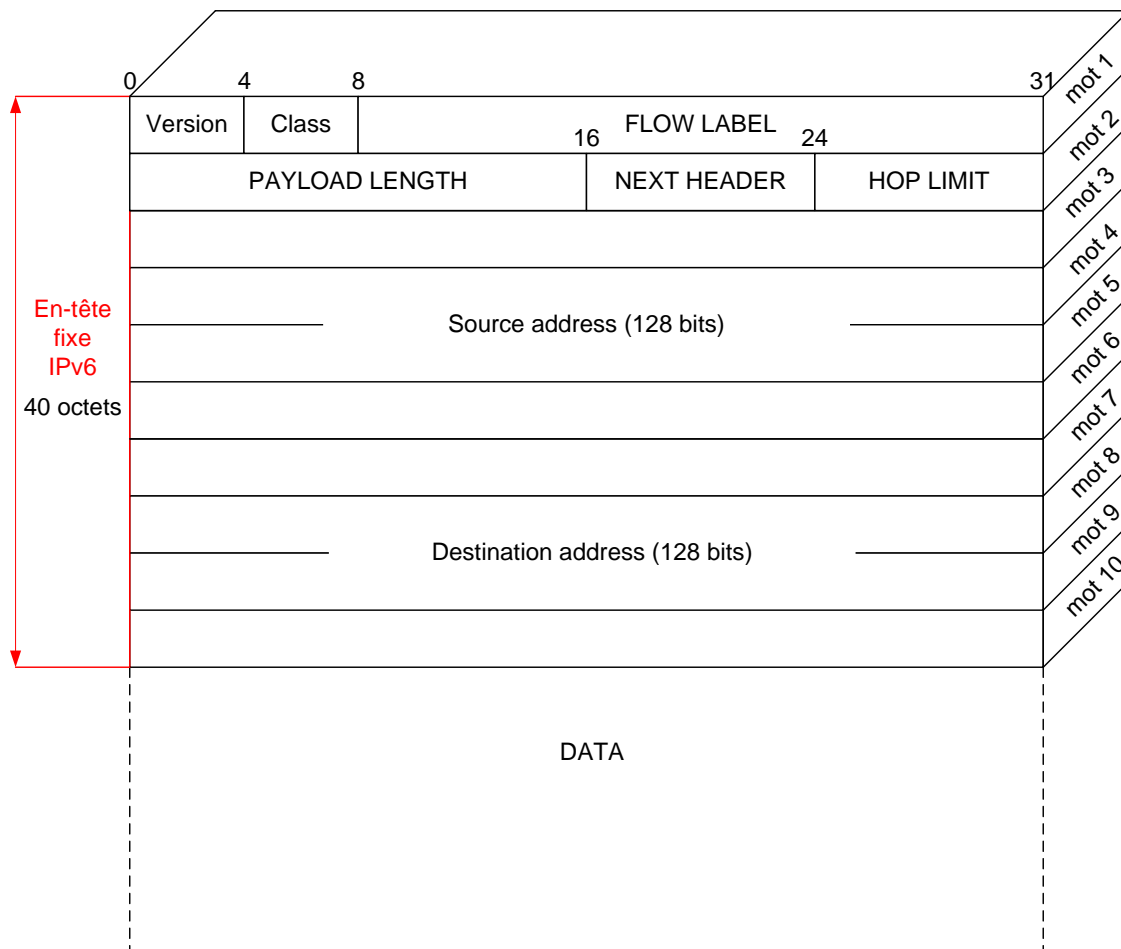 0 4 8 31
Version Class FLOW LABEL
16 24
PAYLOAD LENGTH NEXT HEADER HOP LIMIT
mot 1
mot 2
mot 3
mot 4
mot 5
mot 6
mot 7
mot 8
mot 9
mot 10
En-tête
fixe
IPv6
40 octets
Source address (128 bits)
Destination address (128 bits)
DATA